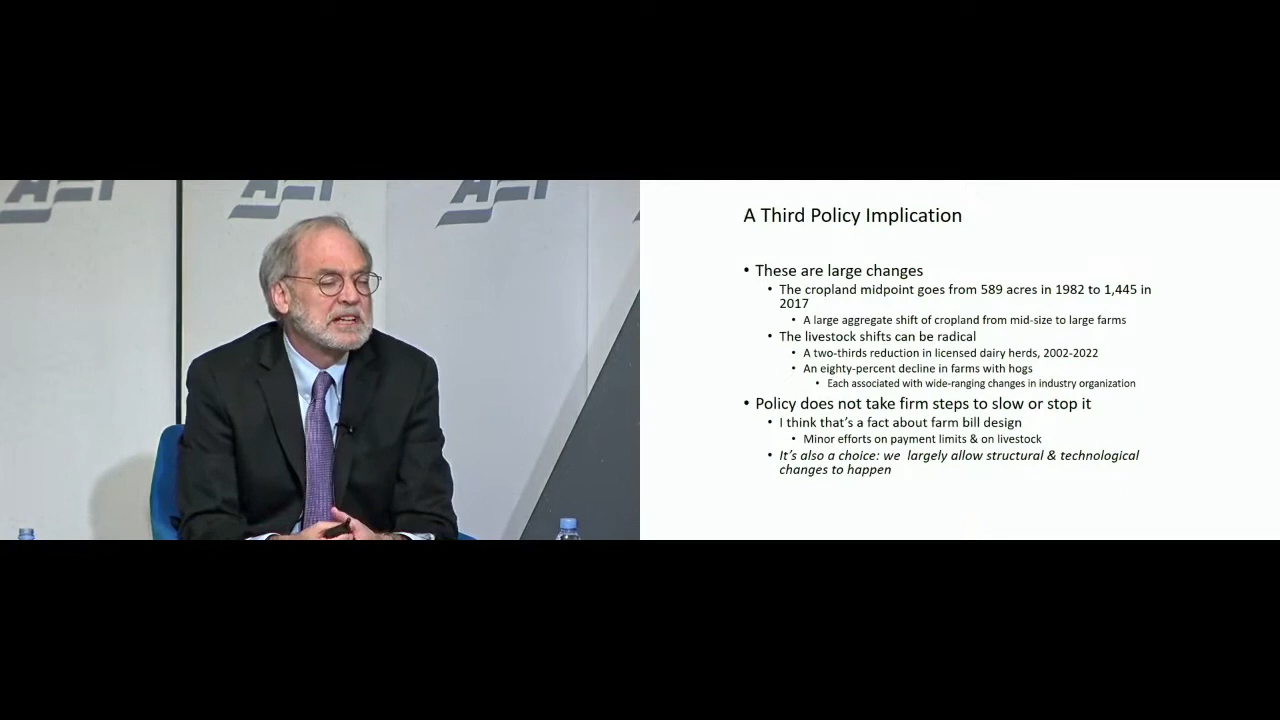 AEI
AEI
AEI
A Third Policy Implication
• These are large changes
• The cropland midpoint goes from 589 acres in 1982 to 1,445 in
2017
• A large aggregate shift of cropland from mid-size to large farms
• The livestock shifts can be radical
• A two-thirds reduction in licensed dairy herds, 2002-2022
• An eighty-percent decline in farms with hogs
• Each associated with wide-ranging changes in industry organization
• Policy does not take firm steps to slow or stop it
• I think that's a fact about farm bill design
• Minor efforts on payment limits & on livestock
• It's also a choice: we largely allow structural & technological
changes to happen